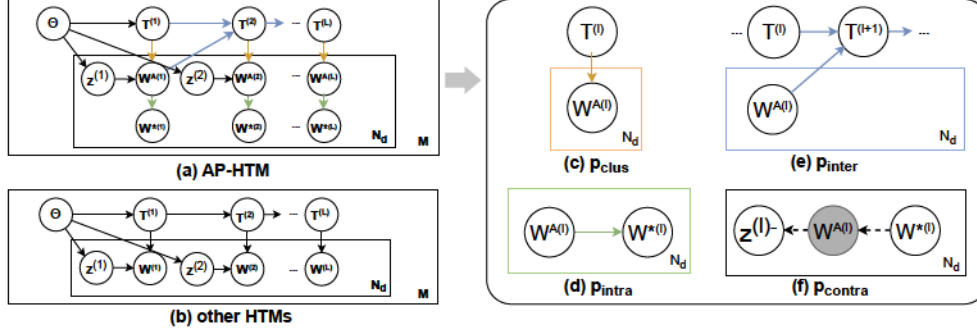 Θ T(1) T(2) ... T(L)
z(1) WA(1) z(2) WA(2) ... WA(L)
W*(1) W*(2) ... W*(L)
Nd M
(a) AP-HTM
Θ T(1) T(2) ... T(L)
z(1) W(1) z(2) W(2) ... W(L)
Nd M
(b) other HTMs
T(l)
WA(l)
Nd
(c) pclus
... T(l) T(l+1) ...
WA(l)
Nd
(e) pinter
WA(l) W*(l)
Nd
(d) pintra
z(l)- WA(l) W*(l)
Nd
(f) pcontra